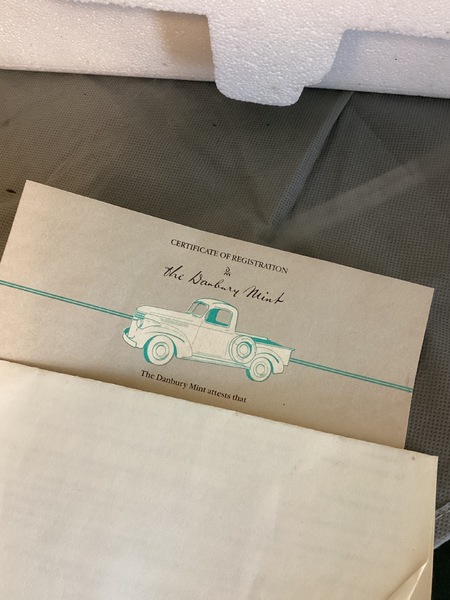 CERTIFICATE OF REGISTRATION
the Danbury Mint
The Danbury Mint attests that